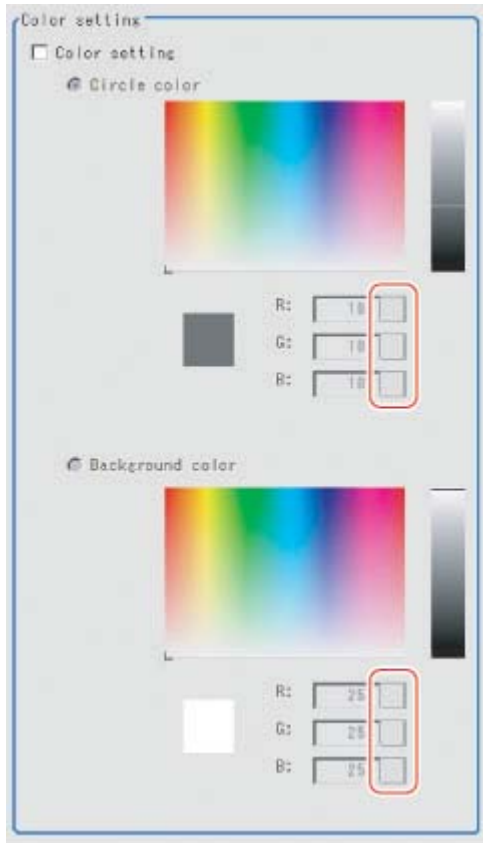 Color setting
Color setting
Circle color
R: 10
G: 10
B: 10
Background color
R: 25
G: 25
B: 25